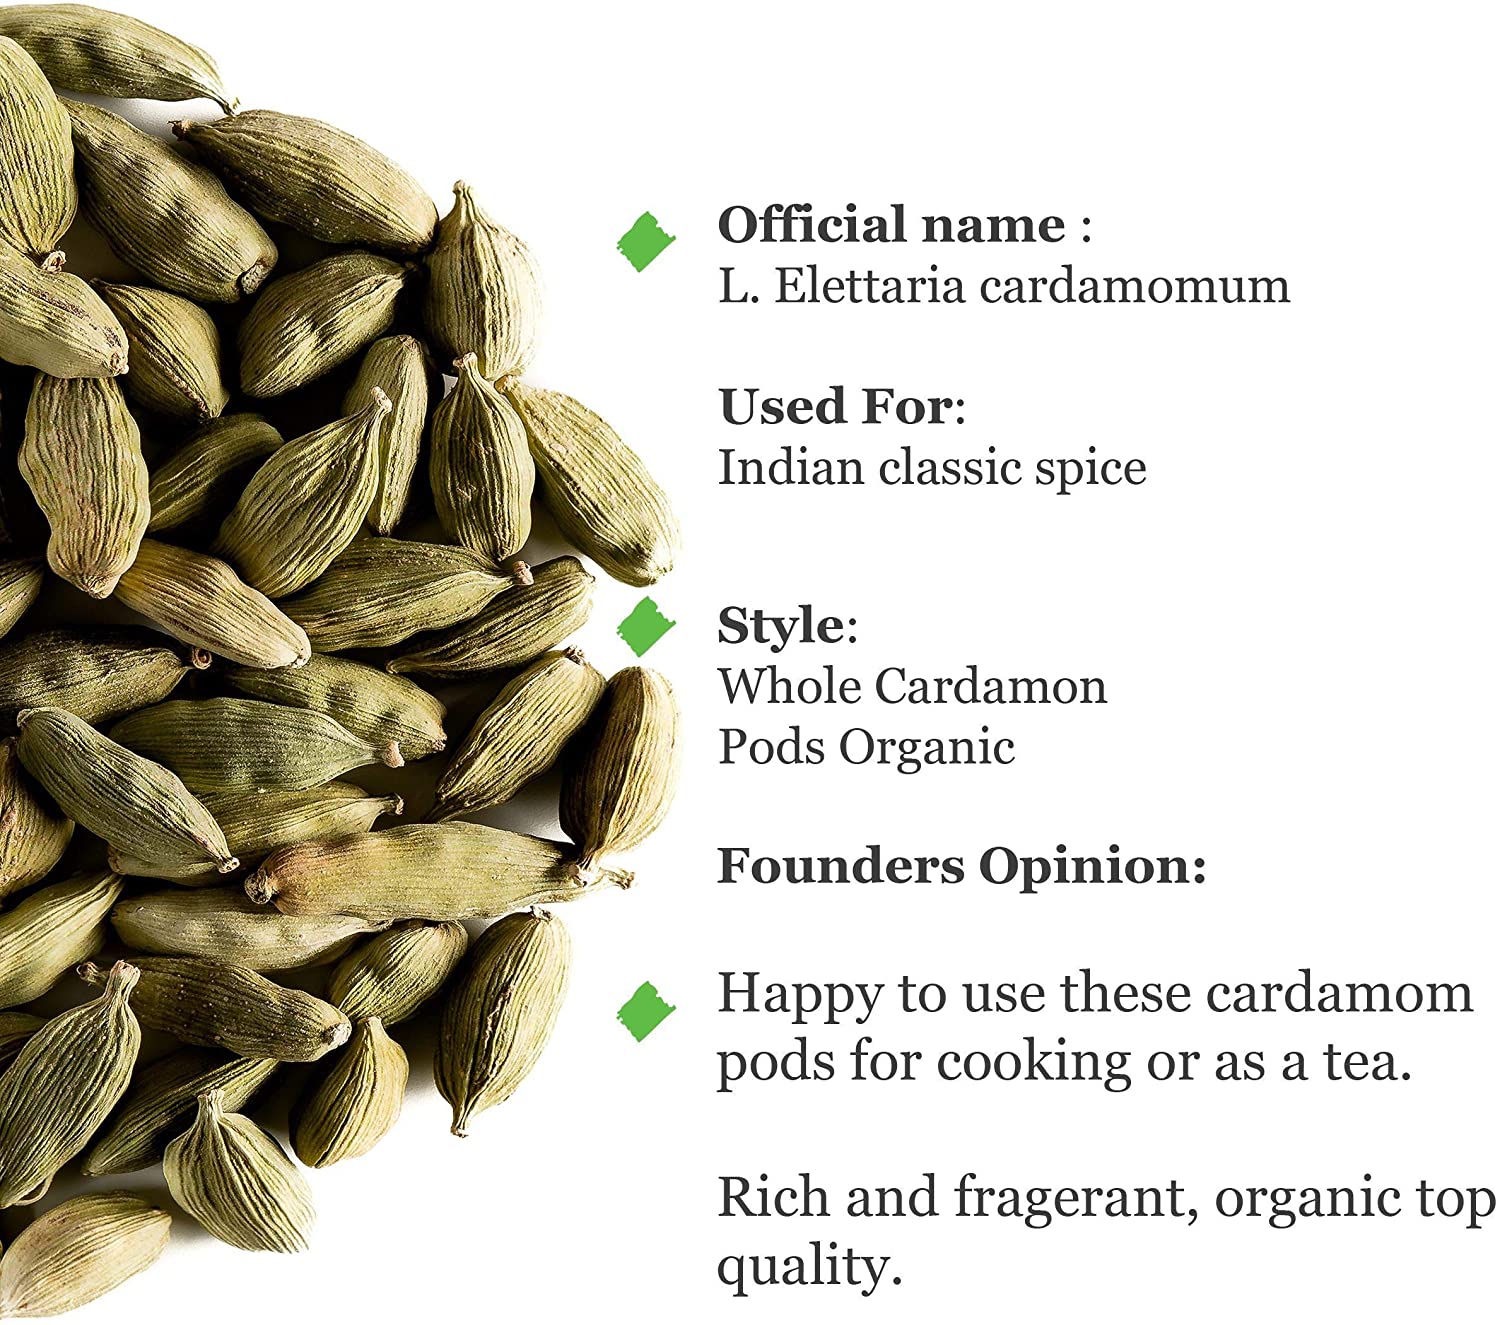 Official name :
L. Elettaria cardamomum
Used For:
Indian classic spice
Style:
Whole Cardamon
Pods Organic
Founders Opinion:
Happy to use these cardamom
pods for cooking or as a tea.
Rich and fragerant, organic top
quality.